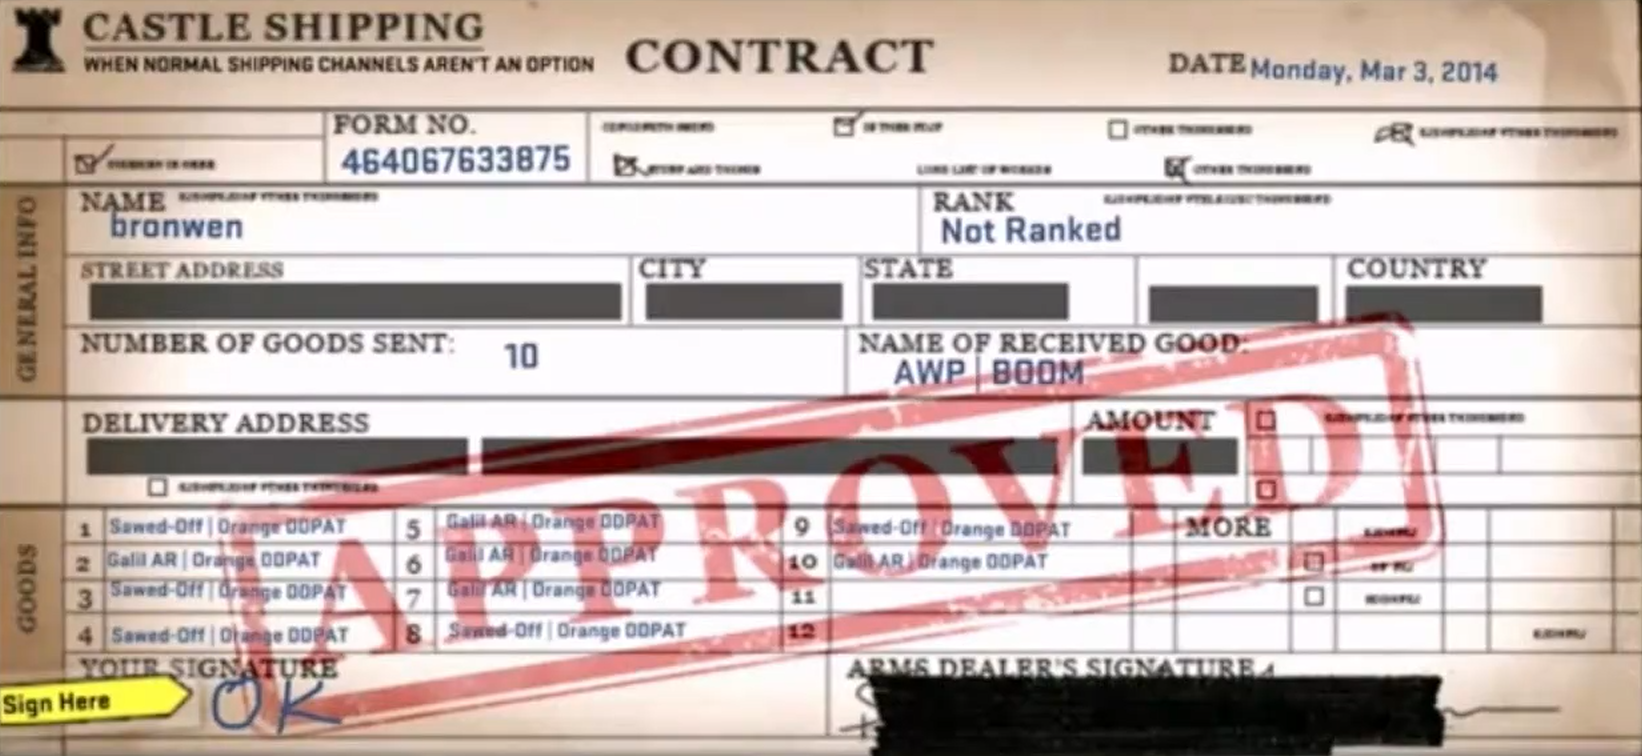 CASTLE SHIPPING
WHEN NORMAL SHIPPING CHANNELS AREN'T AN OPTION
CONTRACT
DATE Monday, Mar 3, 2014
FORM NO.
464067633875
GENERAL INFO
NAME
bronwen
RANK
Not Ranked
STREET ADDRESS
CITY
STATE
COUNTRY
NUMBER OF GOODS SENT: 10
NAME OF RECEIVED GOOD:
AWP | BOOM
DELIVERY ADDRESS
AMOUNT
APPROVED
GOODS
1 Sawed-Off | Orange DDPAT
2 Galil AR | Orange DDPAT
3 Sawed-Off | Orange DDPAT
4 Sawed-Off | Orange DDPAT
5 Galil AR | Orange DDPAT
6 Galil AR | Orange DDPAT
7 Galil AR | Orange DDPAT
8 Sawed-Off | Orange DDPAT
9 Sawed-Off | Orange DDPAT
10 Galil AR | Orange DDPAT
11
12
MORE
YOUR SIGNATURE
Sign Here
OK
ARMS DEALER'S SIGNATURE